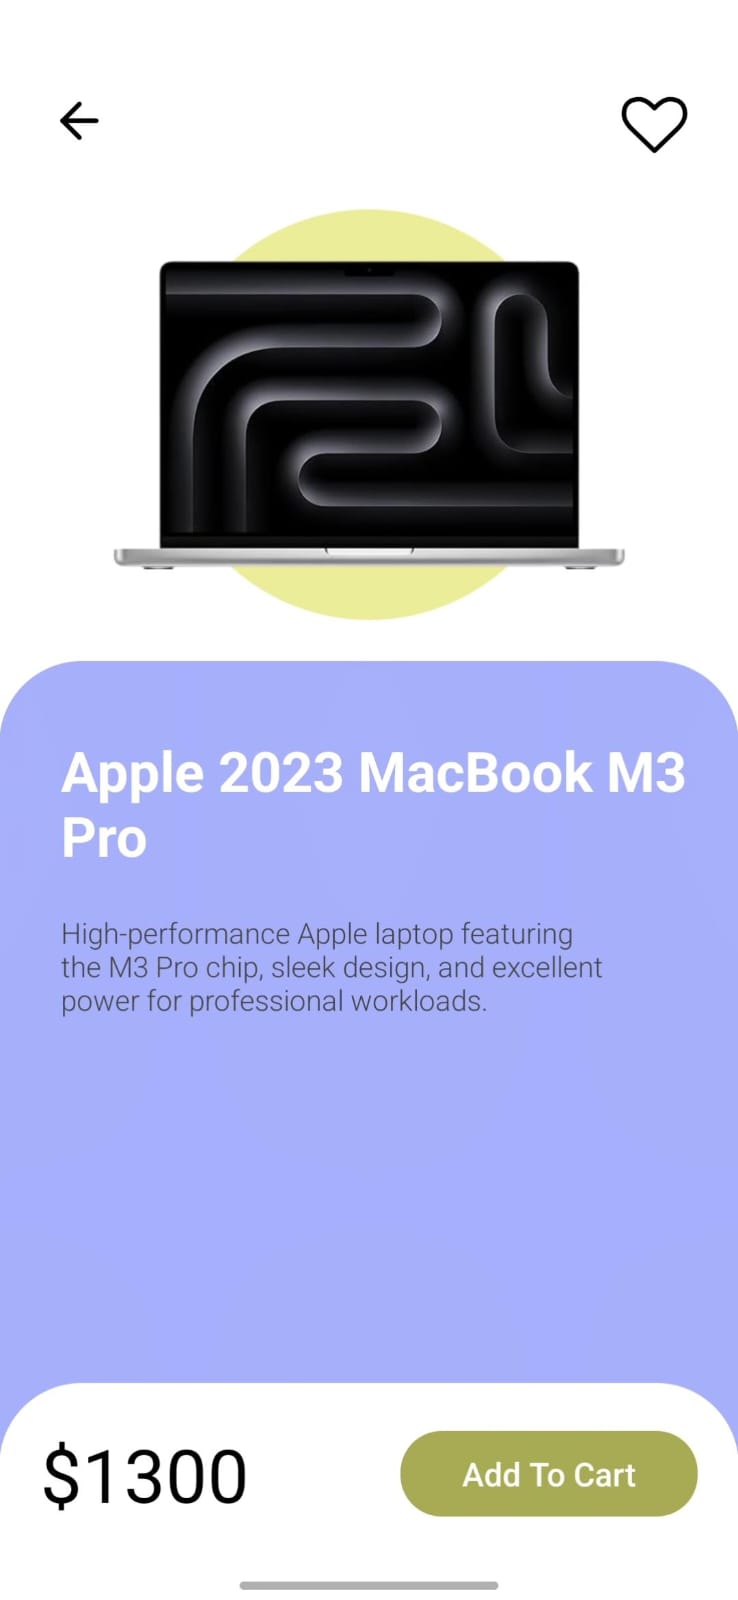 Apple 2023 MacBook M3
Pro
High-performance Apple laptop featuring
the M3 Pro chip, sleek design, and excellent
power for professional workloads.
$1300
Add To Cart